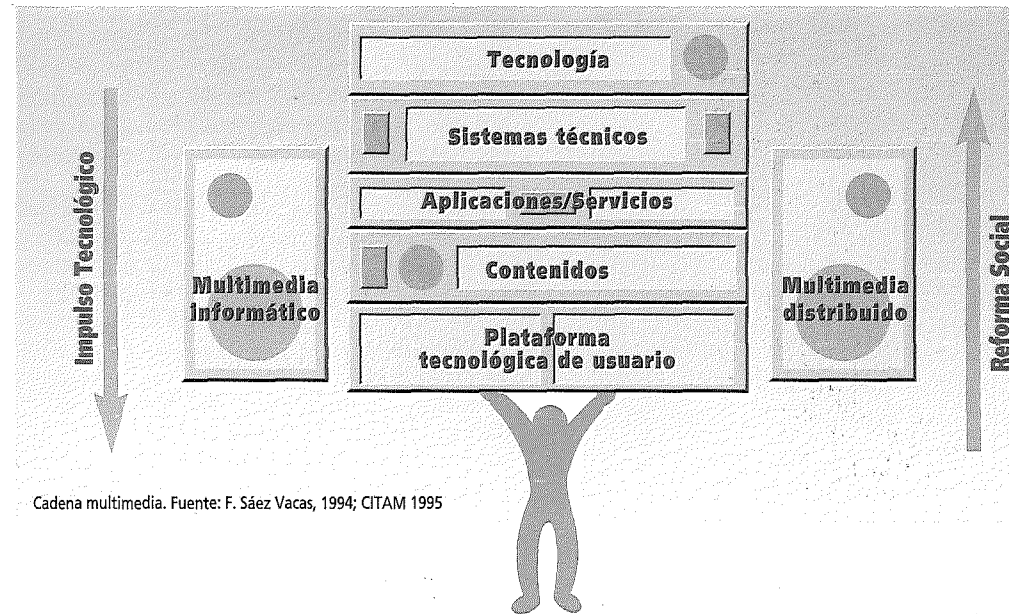 Tecnología
Sistemas técnicos
Aplicaciones/Servicios
Contenidos
Plataforma
tecnológica de usuario
Impulso Tecnológico
Multimedia
informático
Multimedia
distribuido
Reforma Social
Cadena multimedia. Fuente: F. Sáez Vacas, 1994; CITAM 1995